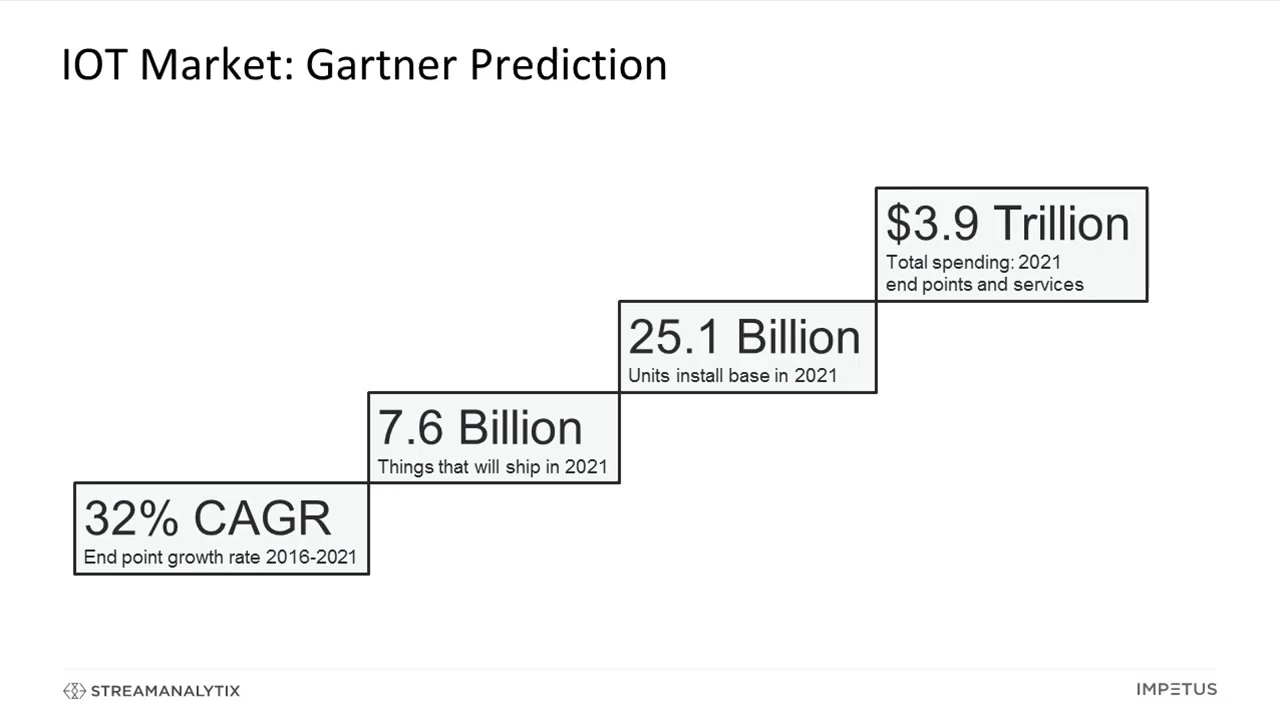 IOT Market: Gartner Prediction
$3.9 Trillion
Total spending: 2021
end points and services
25.1 Billion
Units install base in 2021
7.6 Billion
Things that will ship in 2021
32% CAGR
End point growth rate 2016-2021
STREAMANALYTIX
IMPETUS